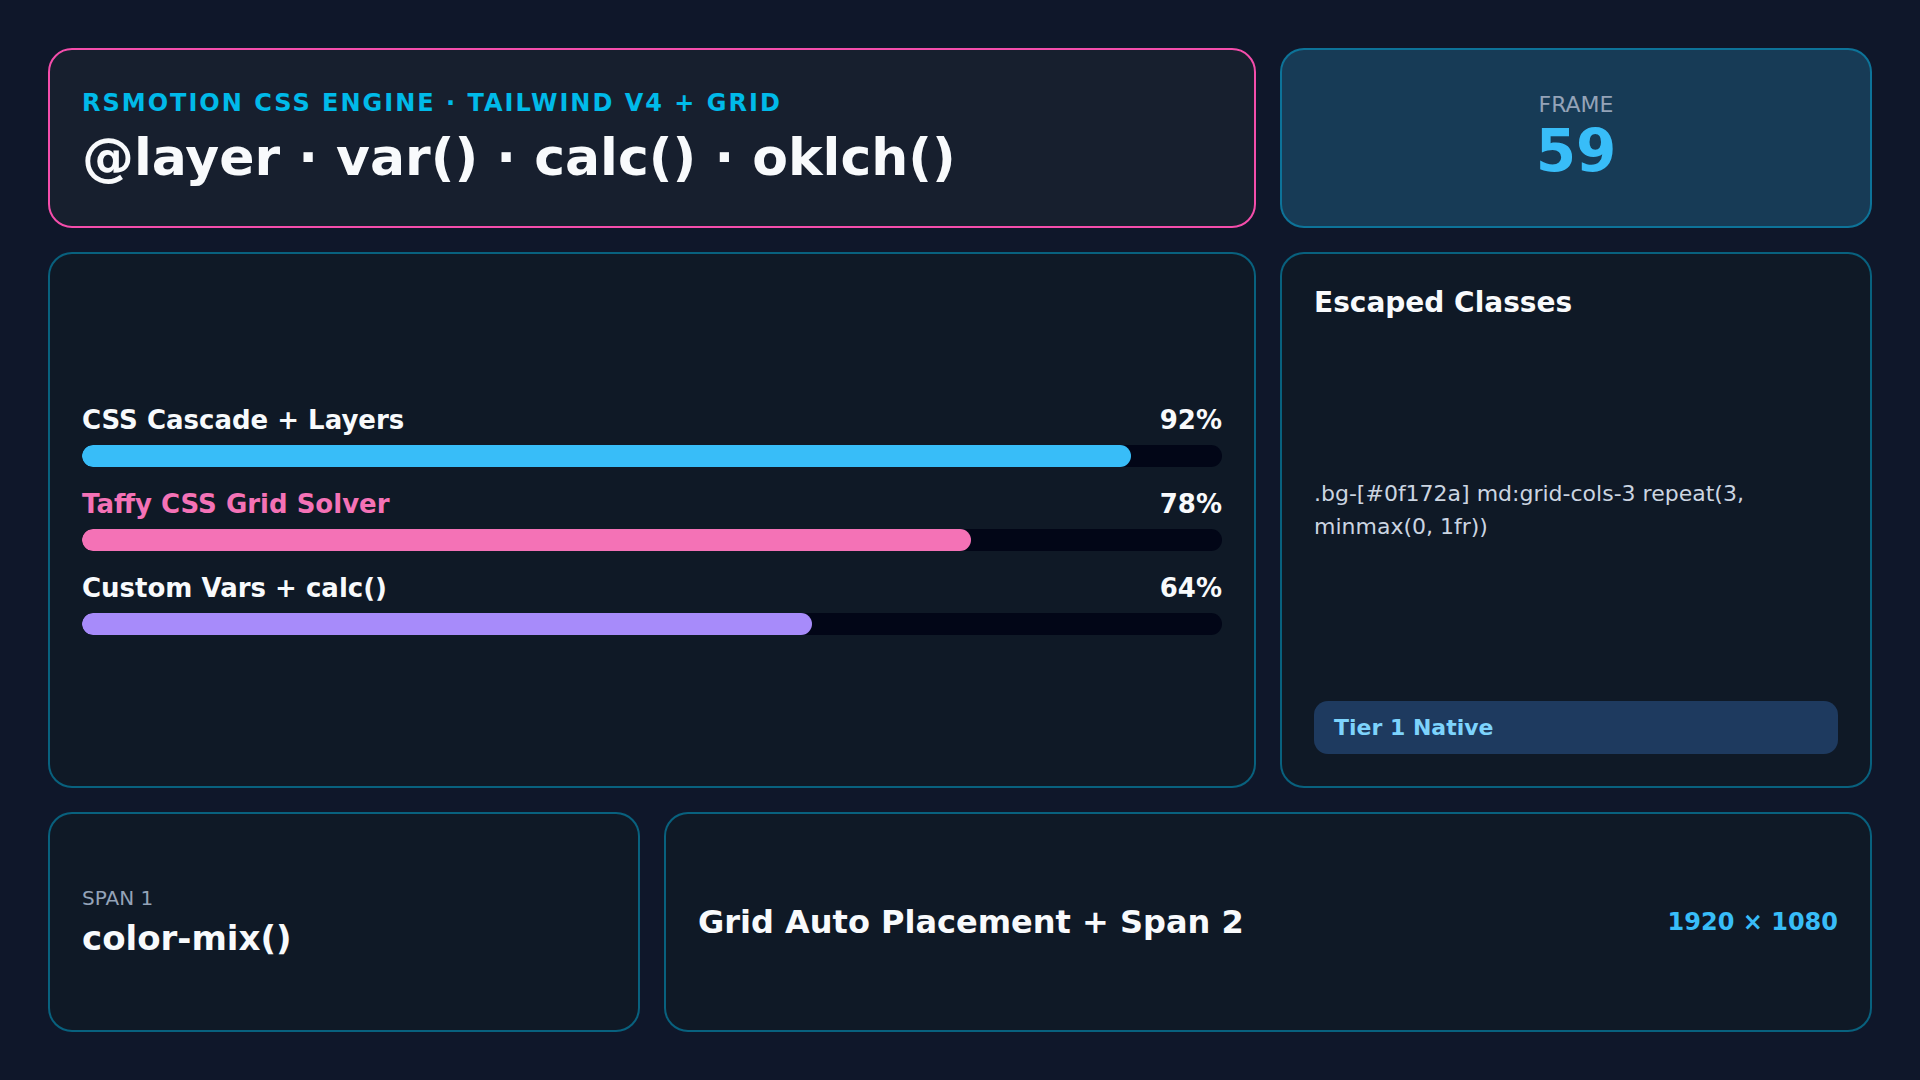 RSMOTION CSS ENGINE · TAILWIND V4 + GRID
@layer · var() · calc() · oklch()
FRAME
59
CSS Cascade + Layers 92%
Taffy CSS Grid Solver 78%
Custom Vars + calc() 64%
Escaped Classes
.bg-[#0f172a] md:grid-cols-3 repeat(3,
minmax(0, 1fr))
Tier 1 Native
SPAN 1
color-mix()
Grid Auto Placement + Span 2
1920 × 1080